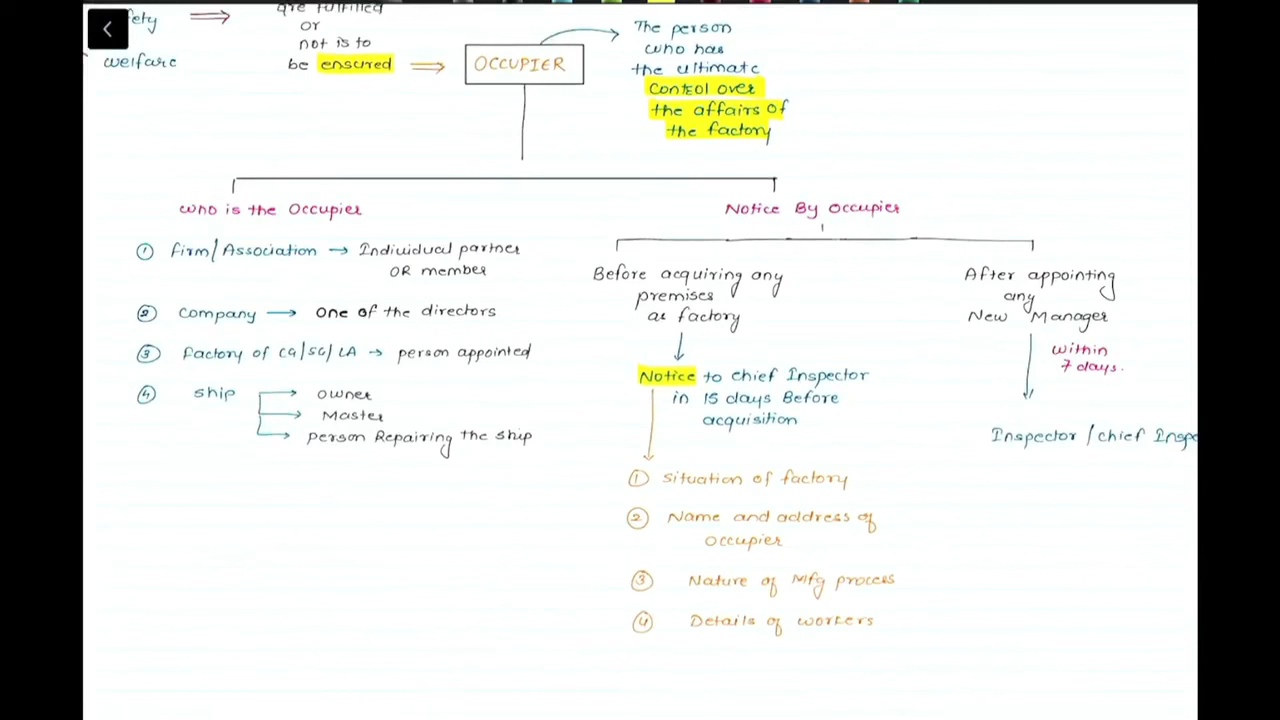 fety
welfare
are fulfilled
or
not is to
be ensured
OCCUPIER
The person
who has
the ultimate
control over
the affairs of
the factory
Who is the Occupier
① Firm/Association → Individual partner
OR member
② Company → One of the directors
③ Factory of CG/SG/LA → person appointed
④ Ship → owner
→ Master
→ person Repairing the ship
Notice By Occupier
Before acquiring any
premises
as factory
Notice to chief Inspector
in 15 days Before
acquisition
① Situation of factory
② Name and address of
Occupier
③ Nature of Mfg process
④ Details of workers
After appointing
any
New Manager
within
7 days.
Inspector/chief Inspe